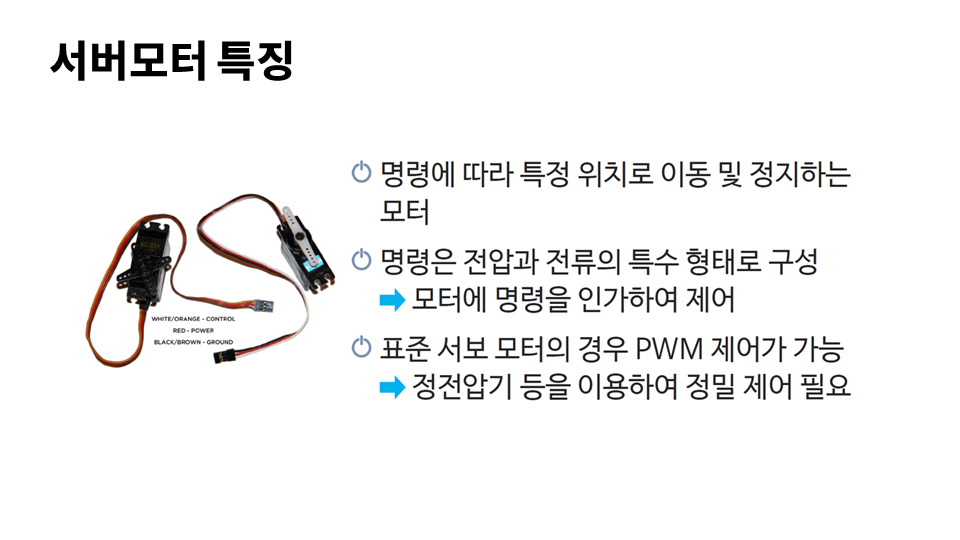 서버모터 특징
명령에 따라 특정 위치로 이동 및 정지하는
모터
명령은 전압과 전류의 특수 형태로 구성
모터에 명령을 인가하여 제어
표준 서보 모터의 경우 PWM 제어가 가능
정전압기 등을 이용하여 정밀 제어 필요
WHITE/ORANGE - CONTROL
RED - POWER
BLACK/BROWN - GROUND